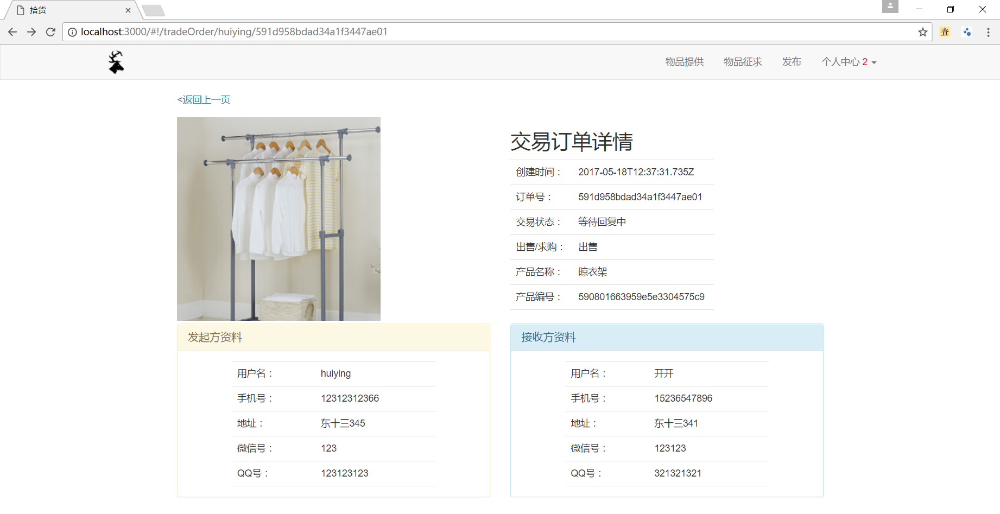 拾货
localhost:3000/#!/tradeOrder/huiying/591d958bdad34a1f3447ae01
查
物品提供 物品征求 发布 个人中心 2
<返回上一页
交易订单详情
创建时间： 2017-05-18T12:37:31.735Z
订单号： 591d958bdad34a1f3447ae01
交易状态： 等待回复中
出售/求购： 出售
产品名称： 晾衣架
产品编号： 590801663959e5e3304575c9
发起方资料
用户名： huiying
手机号： 12312312366
地址： 东十三345
微信号： 123
QQ号： 123123123
接收方资料
用户名： 开开
手机号： 15236547896
地址： 东十三341
微信号： 123123
QQ号： 321321321